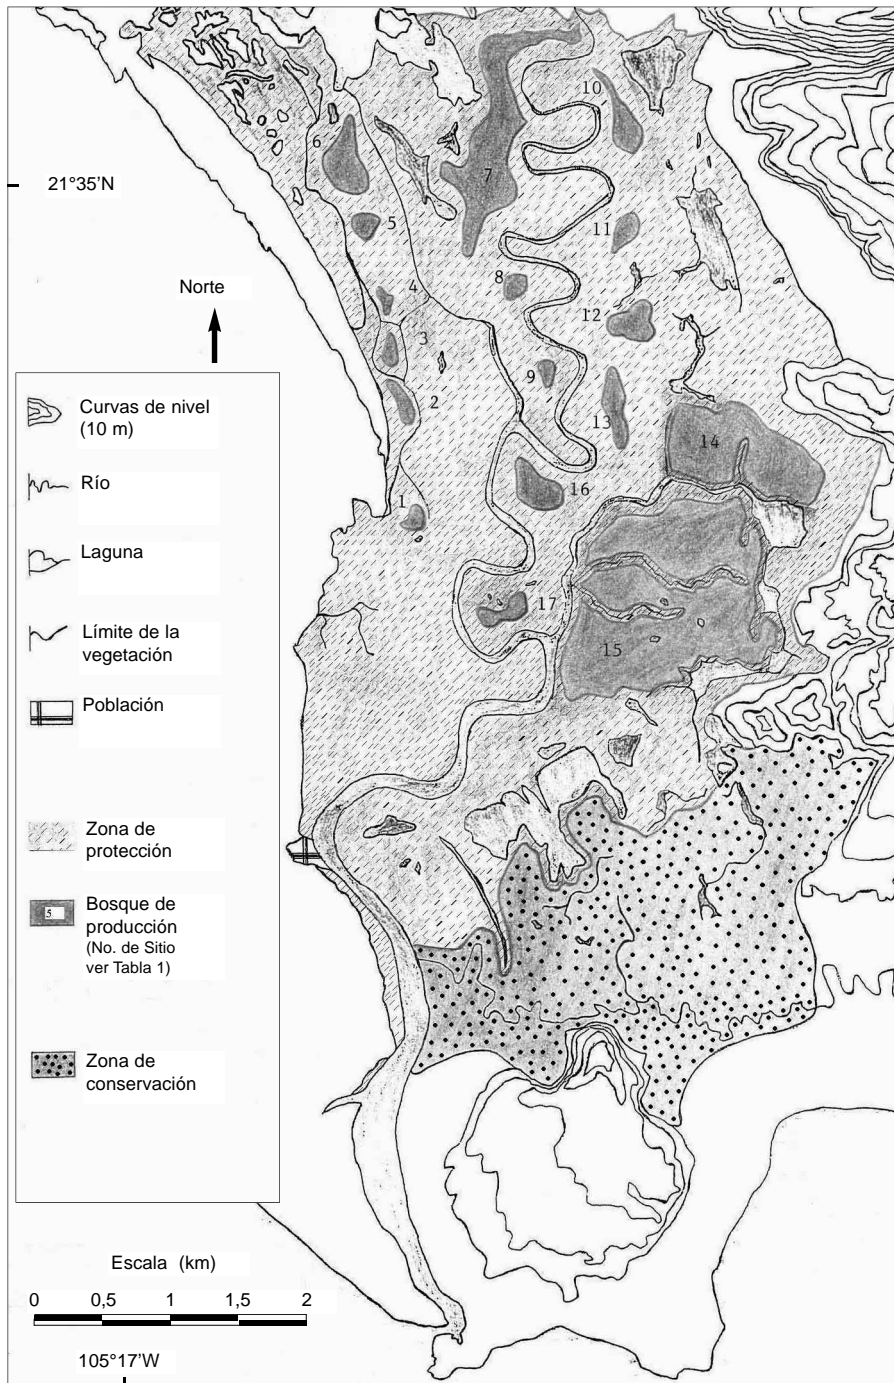 10
6
7
21°35’N
5
11
8
4
Norte
12
3
9
2
13
14
Curvas de nivel
(10 m)
16
1
Río
Laguna
17
15
Límite de la
vegetación
Población
Zona de
protección
5
Bosque de
producción
(No. de Sitio
ver Tabla 1)
Zona de
conservación
Escala (km)
0 0,5 1 1,5 2
105°17’W